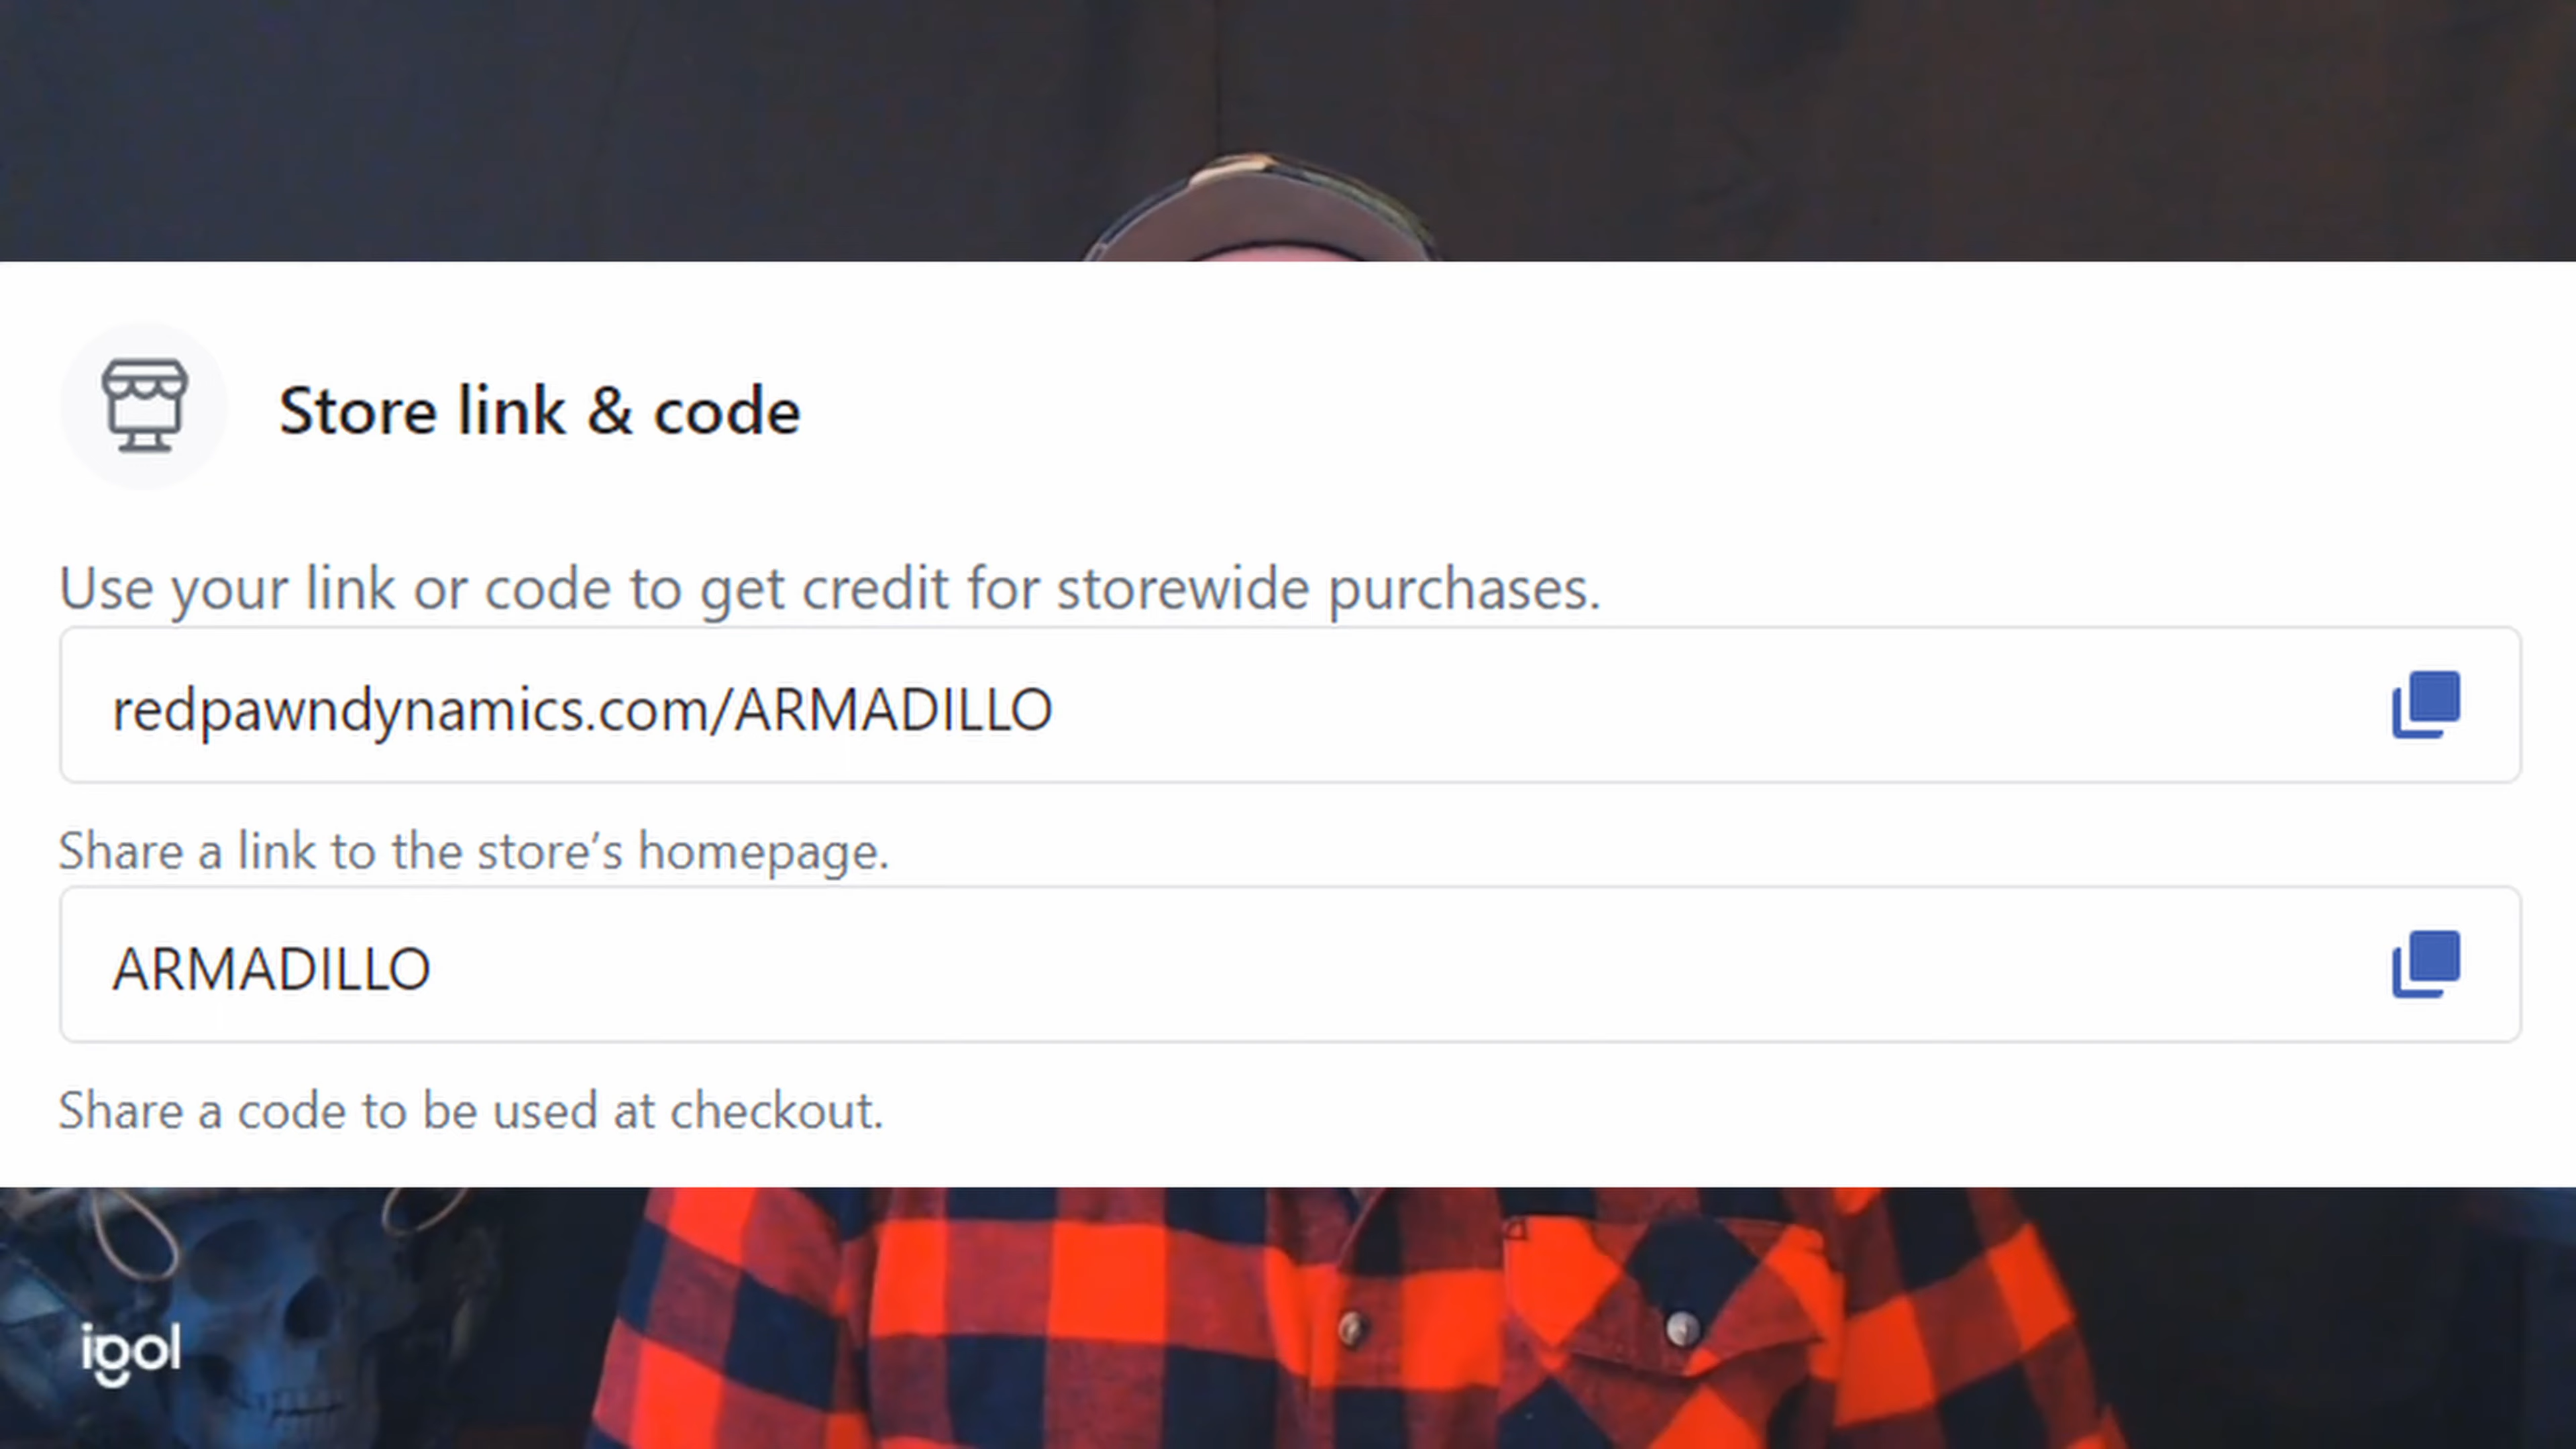 Store link & code
Use your link or code to get credit for storewide purchases.
redpawndynamics.com/ARMADILLO
Share a link to the store’s homepage.
ARMADILLO
Share a code to be used at checkout.
igol